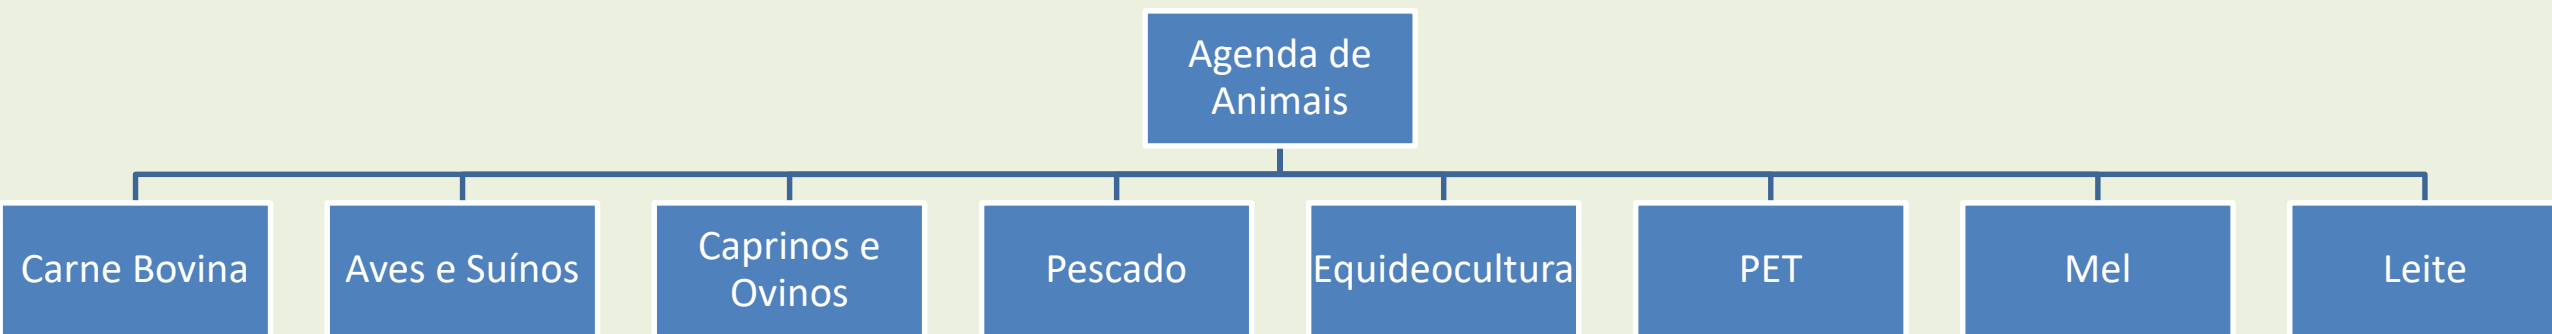 Agenda de
Animais
Carne Bovina
Aves e Suínos
Caprinos e
Ovinos
Pescado
Equideocultura
PET
Mel
Leite